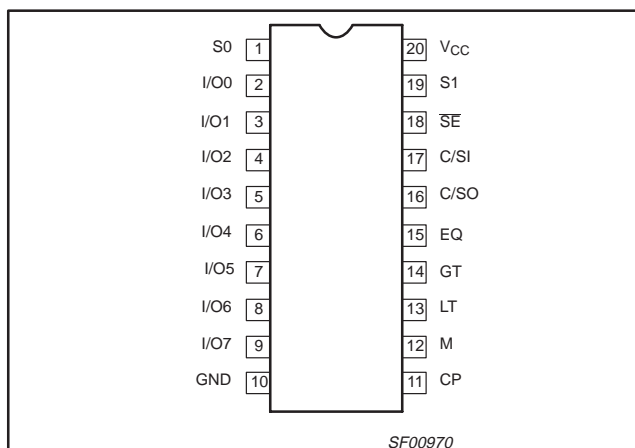 S0 1 20 VCC
I/O0 2 19 S1
I/O1 3 18 S̅E̅
I/O2 4 17 C/SI
I/O3 5 16 C/SO
I/O4 6 15 EQ
I/O5 7 14 GT
I/O6 8 13 LT
I/O7 9 12 M
GND 10 11 CP
SF00970